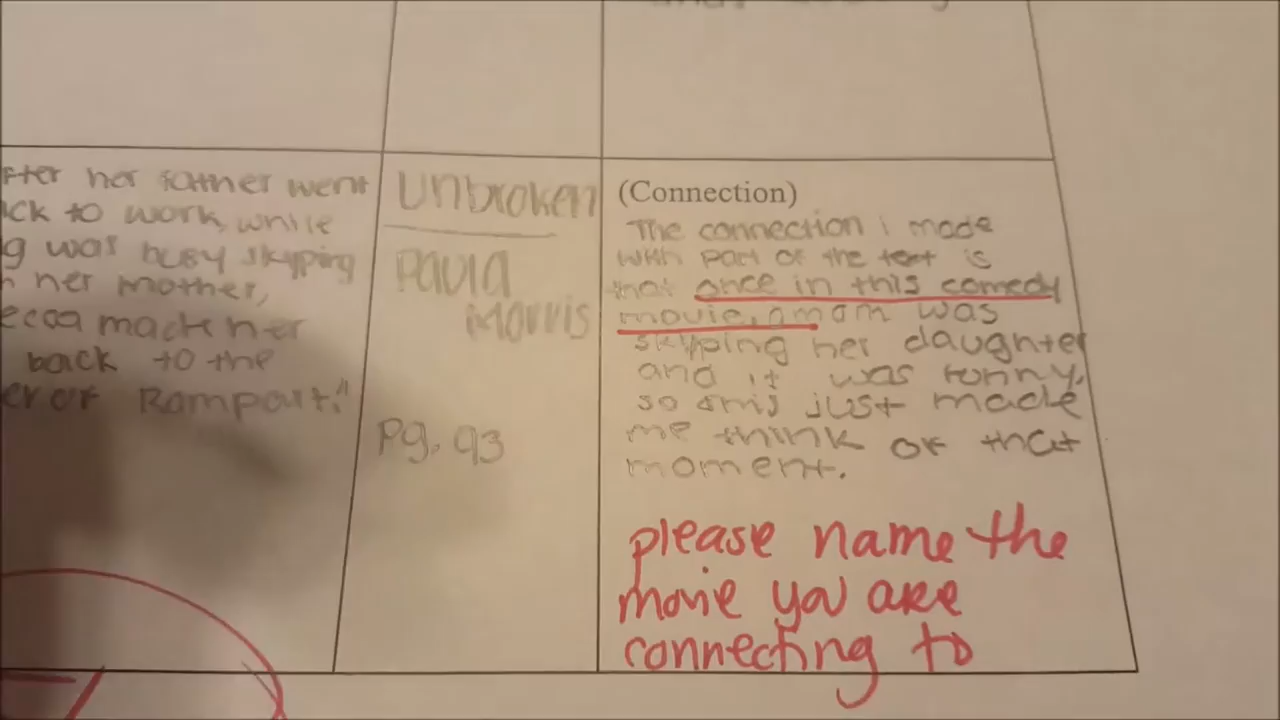 fter her father went
ck to work, while
g was busy skyping
n her mother,
ecca mack her
back to the
er of Rampart."
Unbroken
Paula
Morris
pg. 93
(Connection)
The connection i made
with part of the text is
that once in this comedy
movie, a mom was
skyping her daughter
and it was funny.
so this just made
me think of that
moment.
please name the
movie you are
connecting to